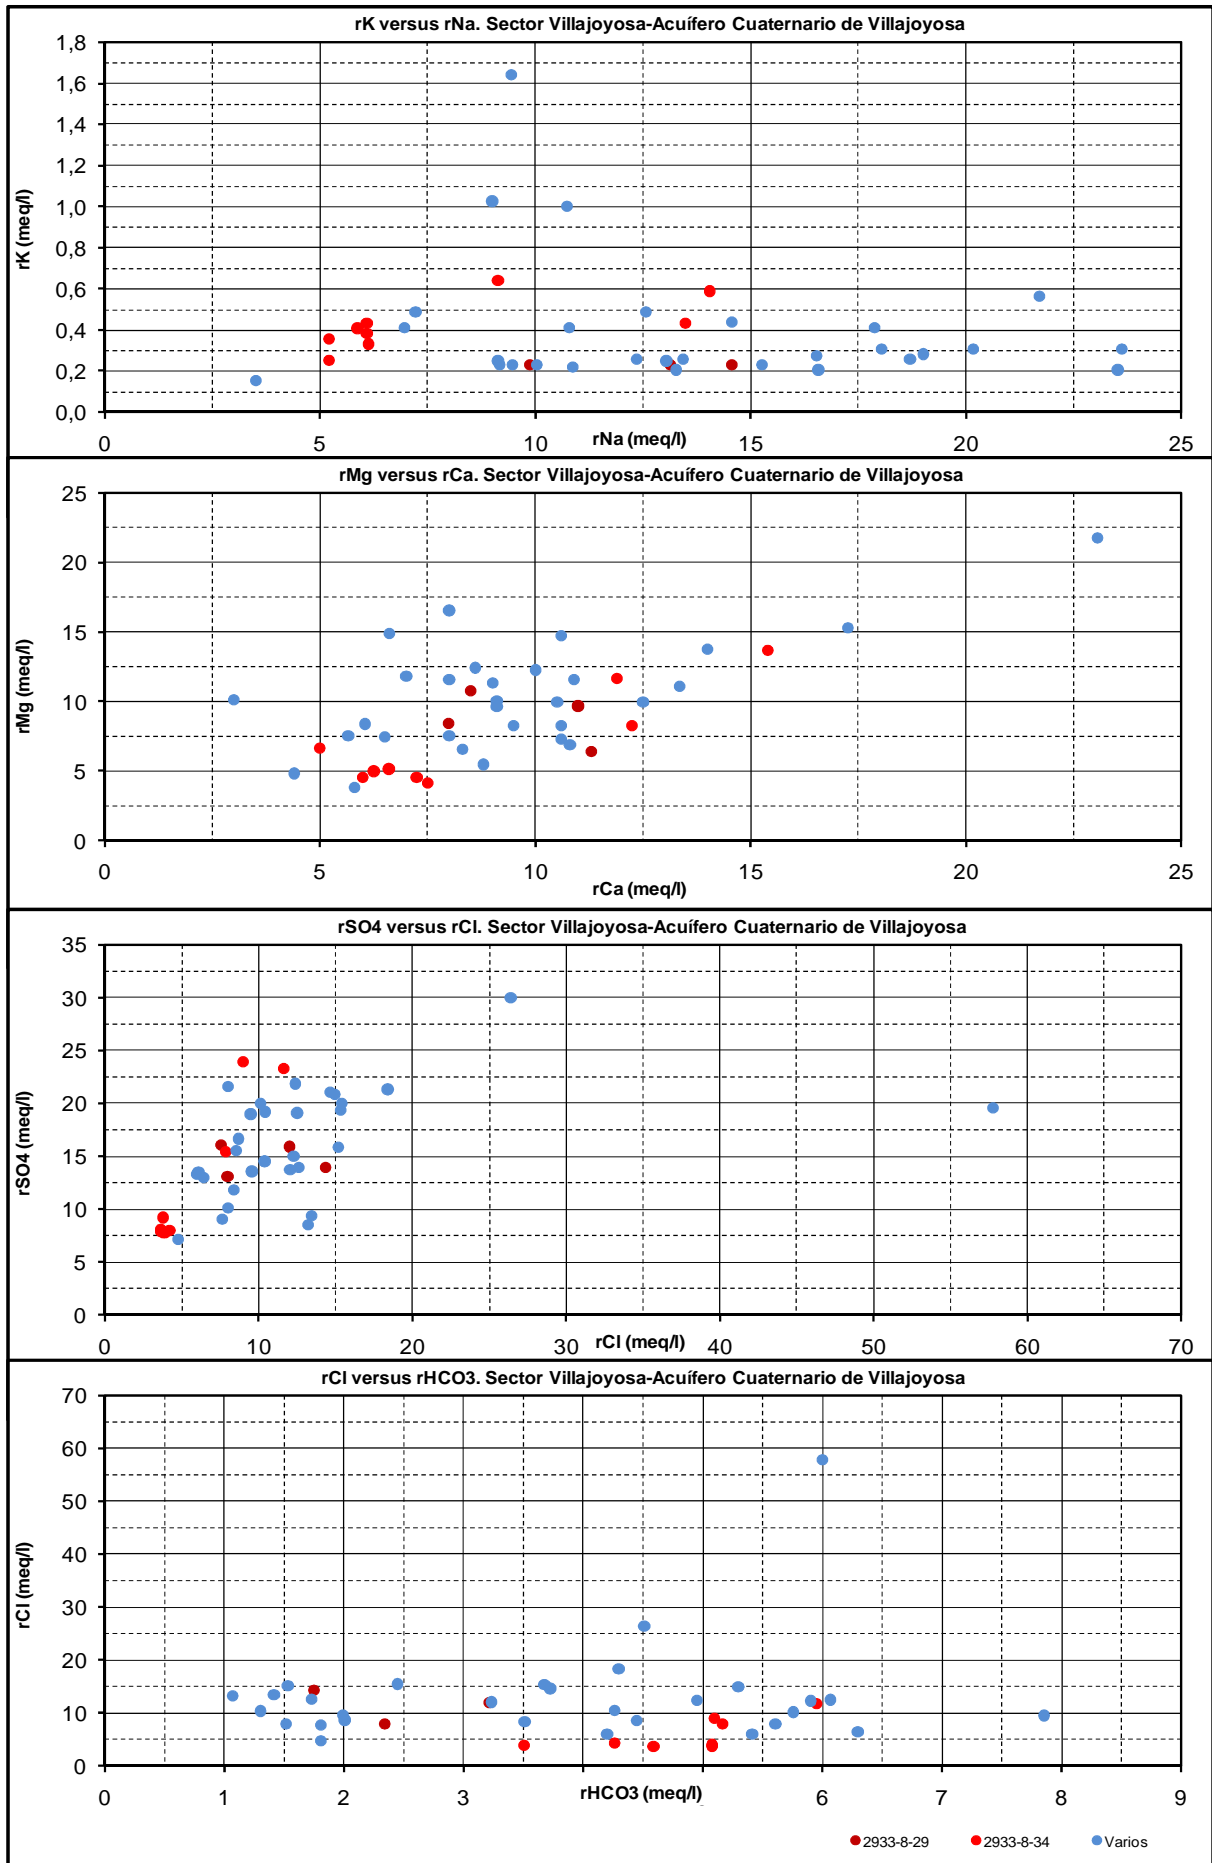 rK versus rNa. Sector Villajoyosa-Acuífero Cuaternario de Villajoyosa
1,8
1,6
1,4
1,2
1,0
0,8
0,6
0,4
0,2
0,0
rK (meq/l)
0 5 10 15 20 25
rNa (meq/l)
rMg versus rCa. Sector Villajoyosa-Acuífero Cuaternario de Villajoyosa
25
20
15
10
5
0
rMg (meq/l)
0 5 10 15 20 25
rCa (meq/l)
rSO4 versus rCl. Sector Villajoyosa-Acuífero Cuaternario de Villajoyosa
35
30
25
20
15
10
5
0
rSO4 (meq/l)
0 10 20 30 40 50 60 70
rCl (meq/l)
rCl versus rHCO3. Sector Villajoyosa-Acuífero Cuaternario de Villajoyosa
70
60
50
40
30
20
10
0
rCl (meq/l)
0 1 2 3 6 7 8 9
rHCO3 (meq/l)
2933-8-29 2933-8-34 Varios